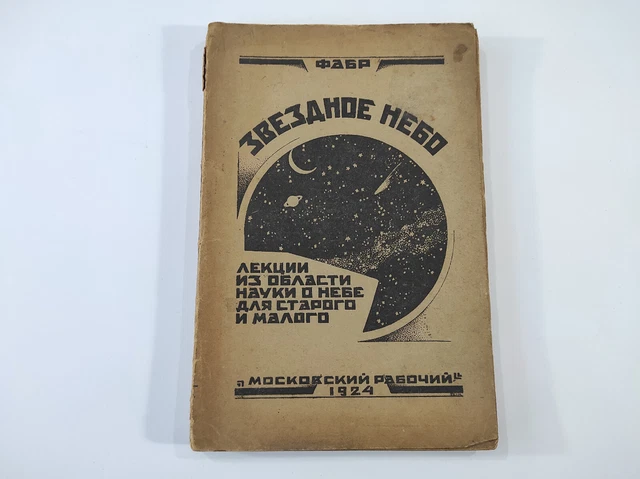 ФАБР
ЗВЕЗДНОЕ НЕБО
ЛЕКЦИИ
ИЗ ОБЛАСТИ
НАУКИ О НЕБЕ
ДЛЯ СТАРОГО
И МАЛОГО
„МОСКОВСКИЙ РАБОЧИЙ“
1924